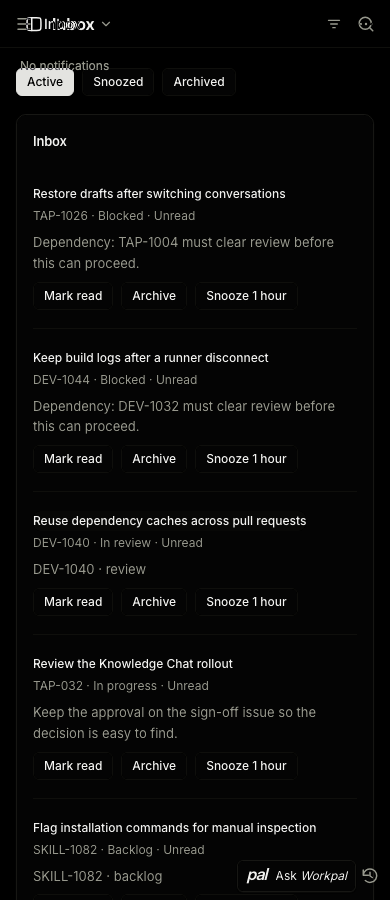 Inbox
No notifications
Active Snoozed Archived
Inbox
Restore drafts after switching conversations
TAP-1026 · Blocked · Unread
Dependency: TAP-1004 must clear review before
this can proceed.
Mark read Archive Snooze 1 hour
Keep build logs after a runner disconnect
DEV-1044 · Blocked · Unread
Dependency: DEV-1032 must clear review before
this can proceed.
Mark read Archive Snooze 1 hour
Reuse dependency caches across pull requests
DEV-1040 · In review · Unread
DEV-1040 · review
Mark read Archive Snooze 1 hour
Review the Knowledge Chat rollout
TAP-032 · In progress · Unread
Keep the approval on the sign-off issue so the
decision is easy to find.
Mark read Archive Snooze 1 hour
Flag installation commands for manual inspection
SKILL-1082 · Backlog · Unread
SKILL-1082 · backlog
pal Ask Workpal